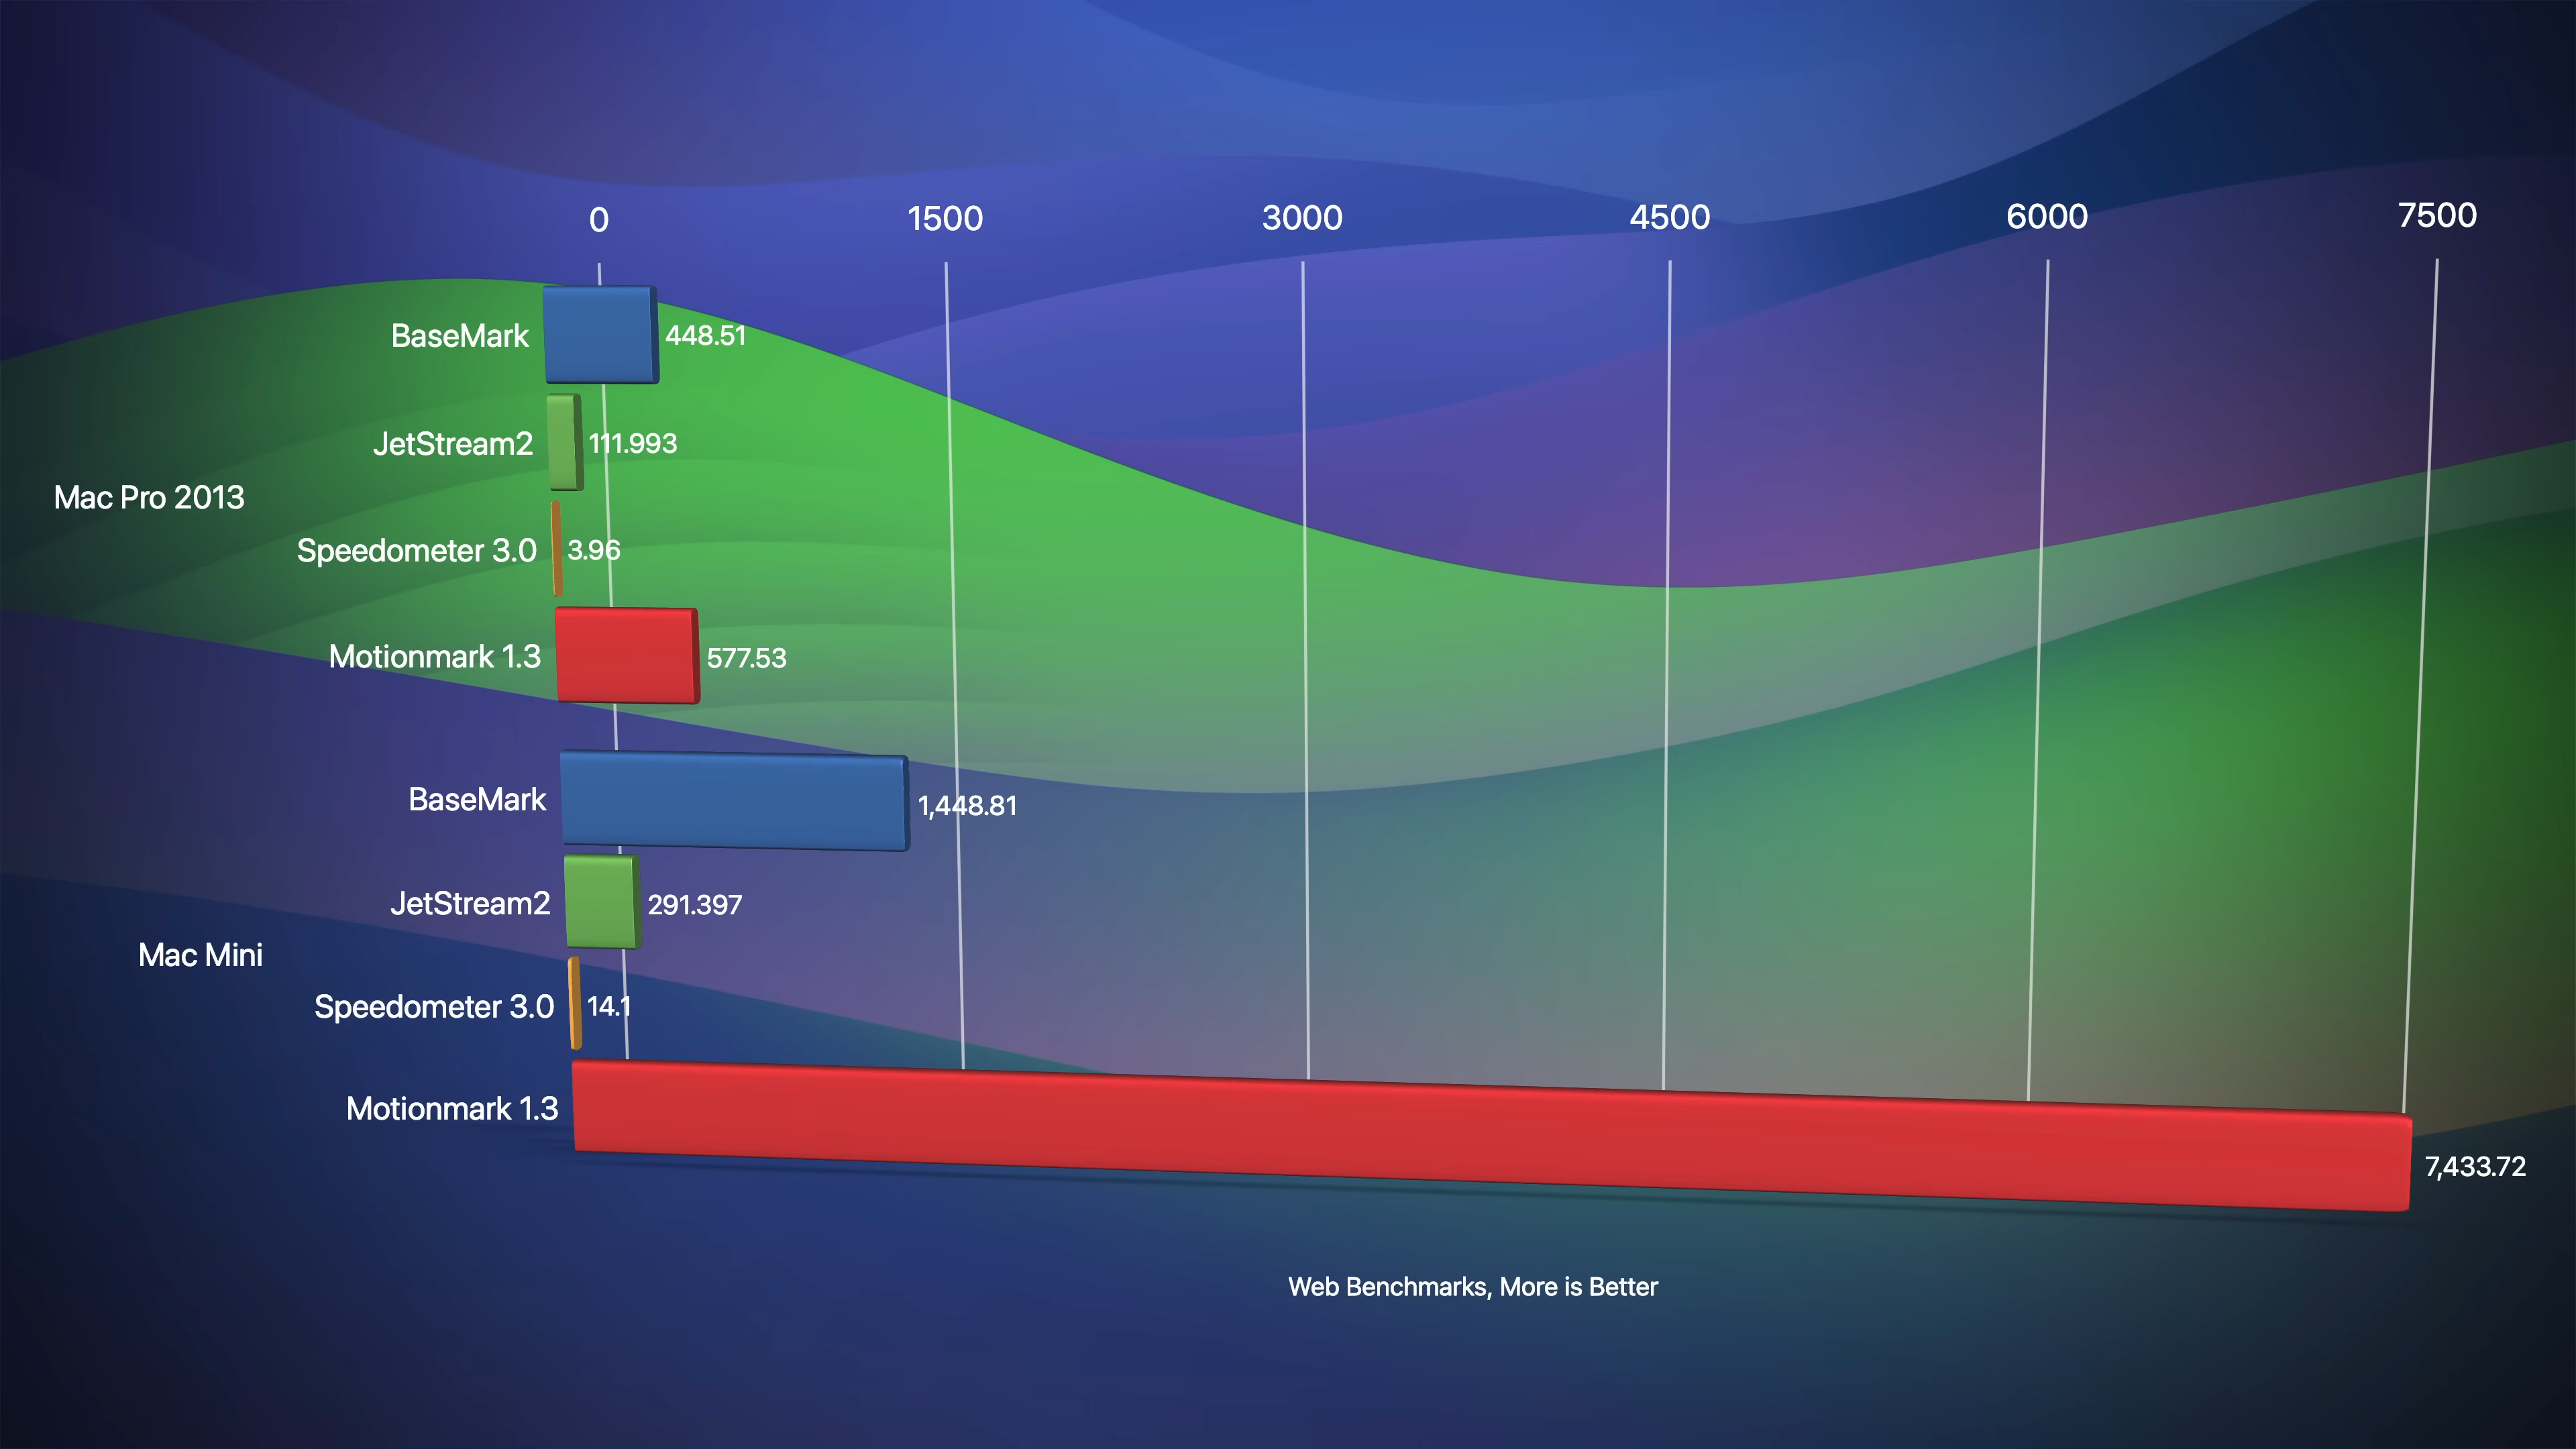 0 1500 3000 4500 6000 7500
BaseMark 448.51
JetStream2 111.993
Mac Pro 2013
Speedometer 3.0 3.96
Motionmark 1.3 577.53
BaseMark 1,448.81
JetStream2 291.397
Mac Mini
Speedometer 3.0 14.1
Motionmark 1.3 7,433.72
Web Benchmarks, More is Better